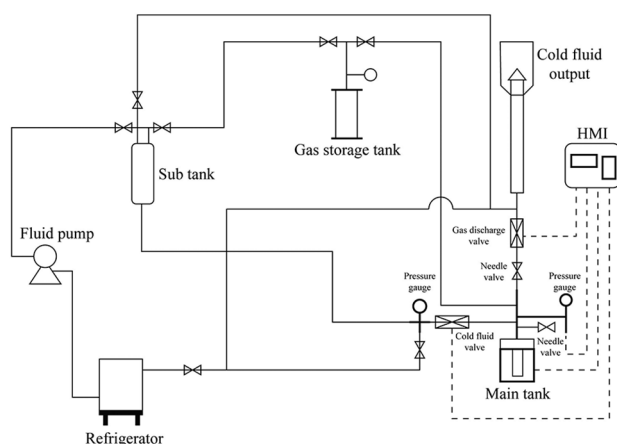 Cold fluid
output
HMI
Gas storage tank
Sub tank
Gas discharge
valve
Fluid pump
Needle
valve
Pressure
gauge
Pressure
gauge
Cold fluid
valve
Needle
valve
Main tank
Refrigerator